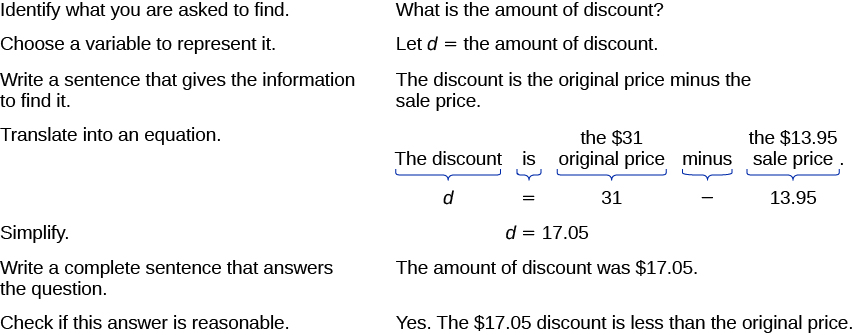 Identify what you are asked to find. What is the amount of discount?
Choose a variable to represent it. Let d = the amount of discount.
Write a sentence that gives the information The discount is the original price minus the
to find it. sale price.
Translate into an equation.
the $31 the $13.95
The discount is original price minus sale price .
d = 31 − 13.95
Simplify. d = 17.05
Write a complete sentence that answers The amount of discount was $17.05.
the question.
Check if this answer is reasonable. Yes. The $17.05 discount is less than the original price.